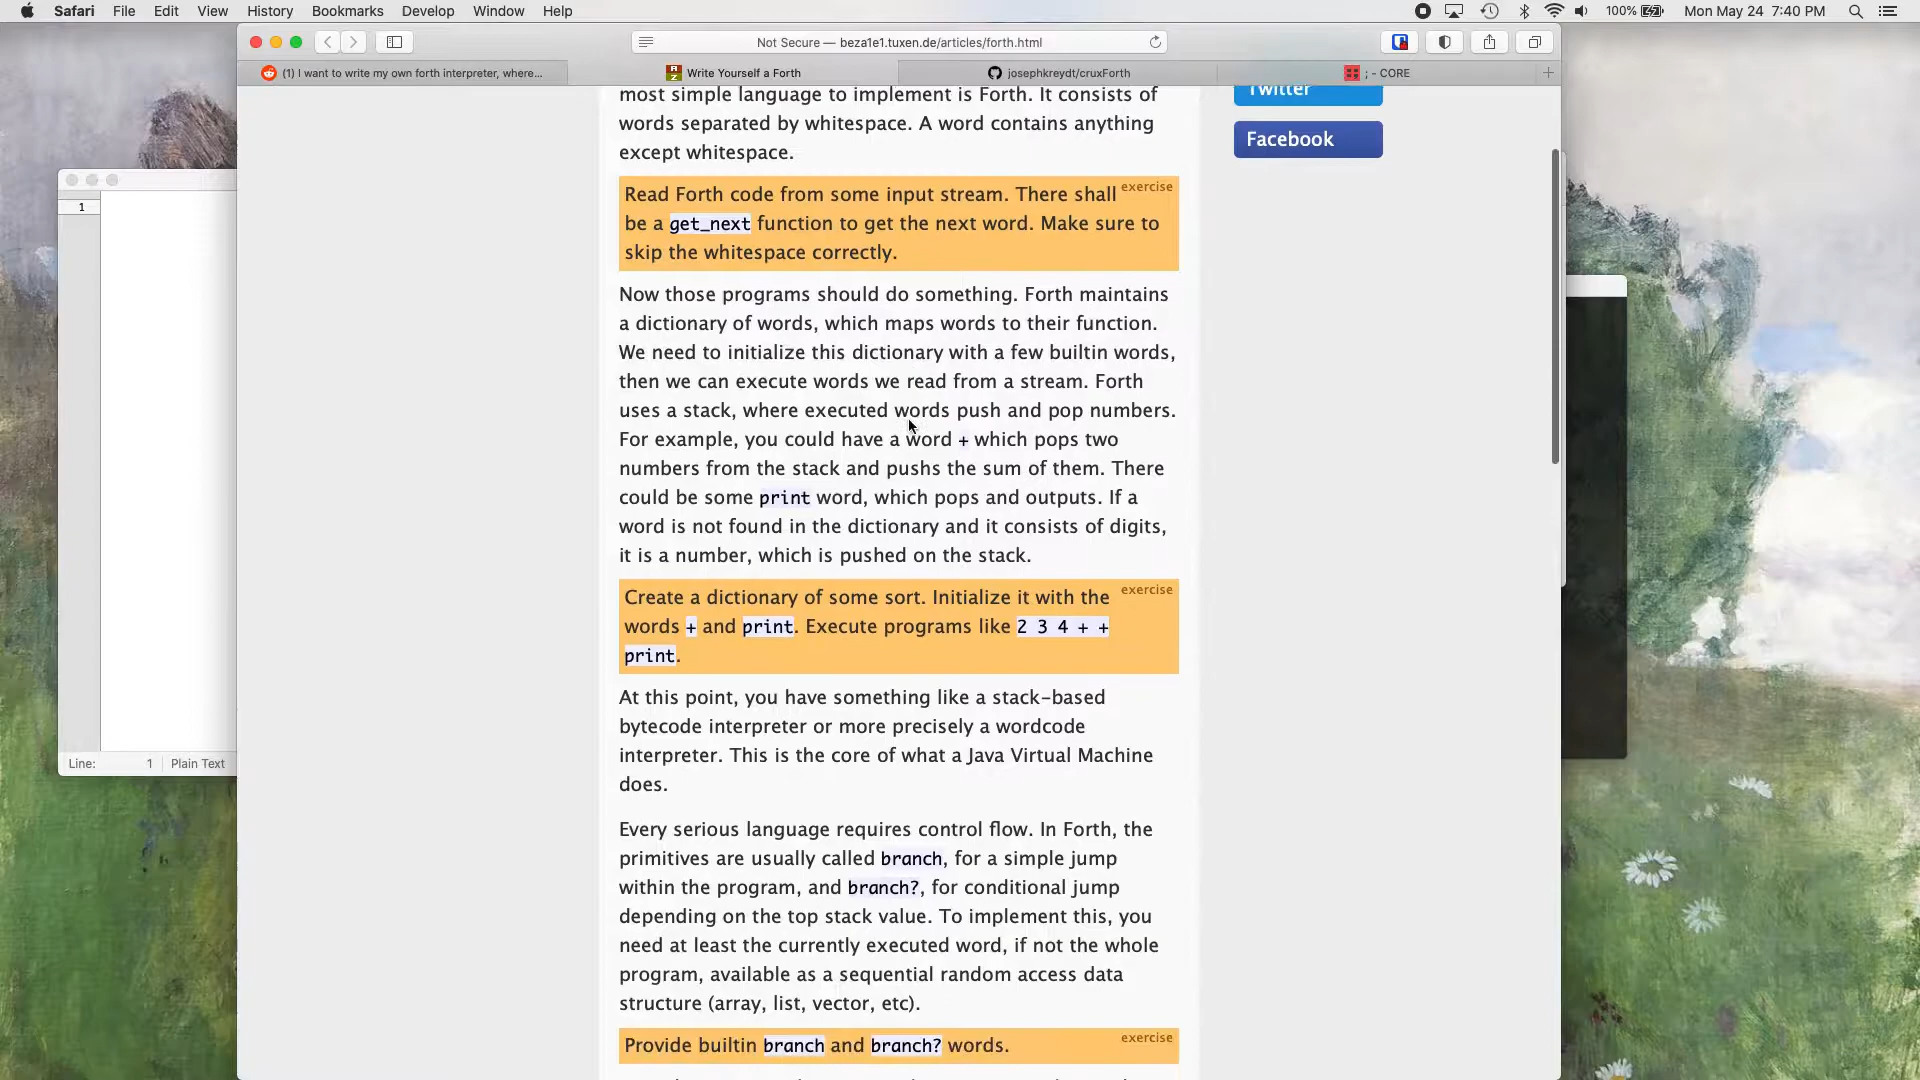 Safari File Edit View History Bookmarks Develop Window Help 100% Mon May 24 7:40 PM
Not Secure — beza1e1.tuxen.de/articles/forth.html
(1) I want to write my own forth interpreter, where... Write Yourself a Forth josephkreydt/cruxForth ; - CORE
most simple language to implement is Forth. It consists of
words separated by whitespace. A word contains anything
except whitespace.
Twitter
Facebook
Read Forth code from some input stream. There shall exercise
be a get_next function to get the next word. Make sure to
skip the whitespace correctly.
1
Now those programs should do something. Forth maintains
a dictionary of words, which maps words to their function.
We need to initialize this dictionary with a few builtin words,
then we can execute words we read from a stream. Forth
uses a stack, where executed words push and pop numbers.
For example, you could have a word + which pops two
numbers from the stack and pushs the sum of them. There
could be some print word, which pops and outputs. If a
word is not found in the dictionary and it consists of digits,
it is a number, which is pushed on the stack.
Create a dictionary of some sort. Initialize it with the exercise
words + and print. Execute programs like 2 3 4 + +
print.
At this point, you have something like a stack-based
bytecode interpreter or more precisely a wordcode
interpreter. This is the core of what a Java Virtual Machine
does.
Line: 1 Plain Text
Every serious language requires control flow. In Forth, the
primitives are usually called branch, for a simple jump
within the program, and branch?, for conditional jump
depending on the top stack value. To implement this, you
need at least the currently executed word, if not the whole
program, available as a sequential random access data
structure (array, list, vector, etc).
Provide builtin branch and branch? words. exercise